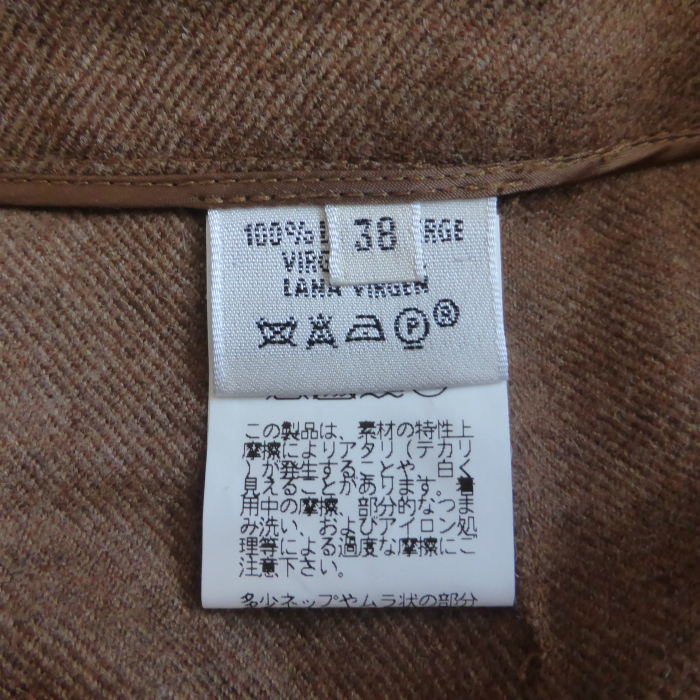 100%
38
RGE
VIRG
LANA VIRGEN
P
®
この製品は、素材の特性上
摩擦によりアタリ（テカリ
）が発生することや、白く
見えることがあります。着
用中の摩擦、部分的なつま
み洗い、およびアイロン処
理等による過度な摩擦にご
注意下さい。
多少ネップやムラ状の部分